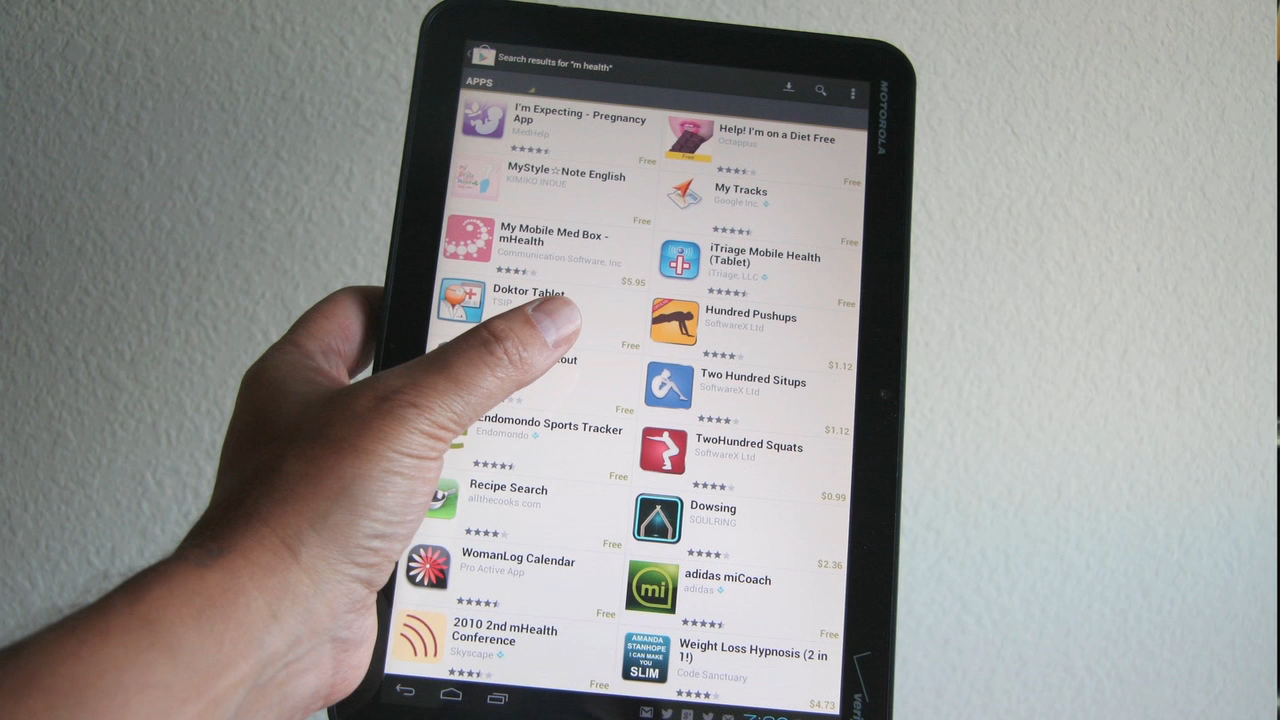 Search results for "m health"
APPS
MOTOROLA
I'm Expecting - Pregnancy
App
MedHelp
Free
Help! I'm on a Diet Free
Octappus
Free
Free
MyStyle☆Note English
KIMIKO INOUE
Free
My Tracks
Google Inc.
Free
My Mobile Med Box -
mHealth
Communication Software, Inc
$5.95
iTriage Mobile Health
(Tablet)
iTriage, LLC
Free
Doktor Tablet
TSIP
Free
Hundred Pushups
SoftwareX Ltd
$1.12
out
Free
Two Hundred Situps
SoftwareX Ltd
$1.12
Endomondo Sports Tracker
Endomondo
Free
TwoHundred Squats
SoftwareX Ltd
$0.99
Recipe Search
allthecooks.com
Free
Dowsing
SOULRING
$2.36
WomanLog Calendar
Pro Active App
Free
mi
adidas miCoach
adidas
Free
2010 2nd mHealth
Conference
Skyscape
Free
AMANDA
STANHOPE
I CAN MAKE
YOU
SLIM
Weight Loss Hypnosis (2 in
1!)
Code Sanctuary
$4.73
veri